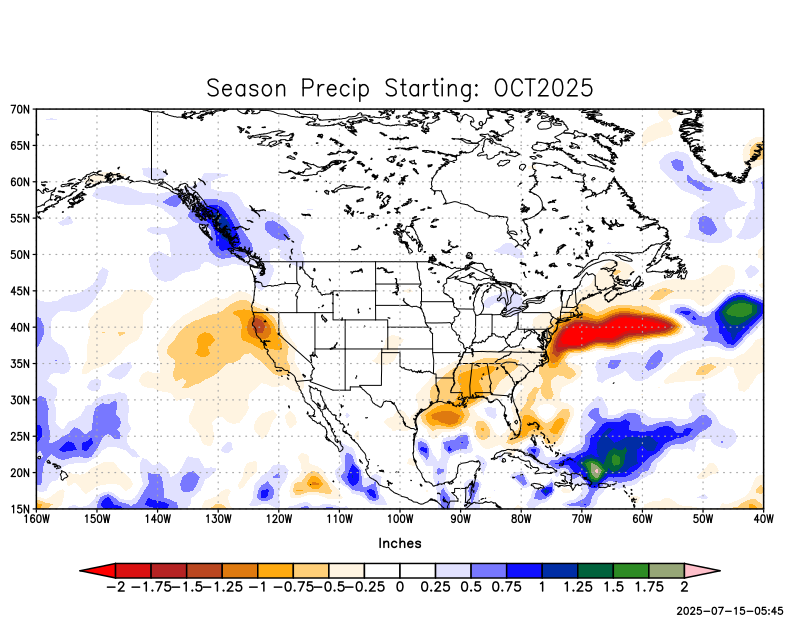 Season Precip Starting: OCT2025
70N
65N
60N
55N
50N
45N
40N
35N
30N
25N
20N
15N
160W 150W 140W 130W 120W 110W 100W 90W 80W 70W 60W 50W 40W
Inches
-2 -1.75 -1.5 -1.25 -1 -0.75 -0.5 -0.25 0 0.25 0.5 0.75 1 1.25 1.5 1.75 2
2025-07-15-05:45